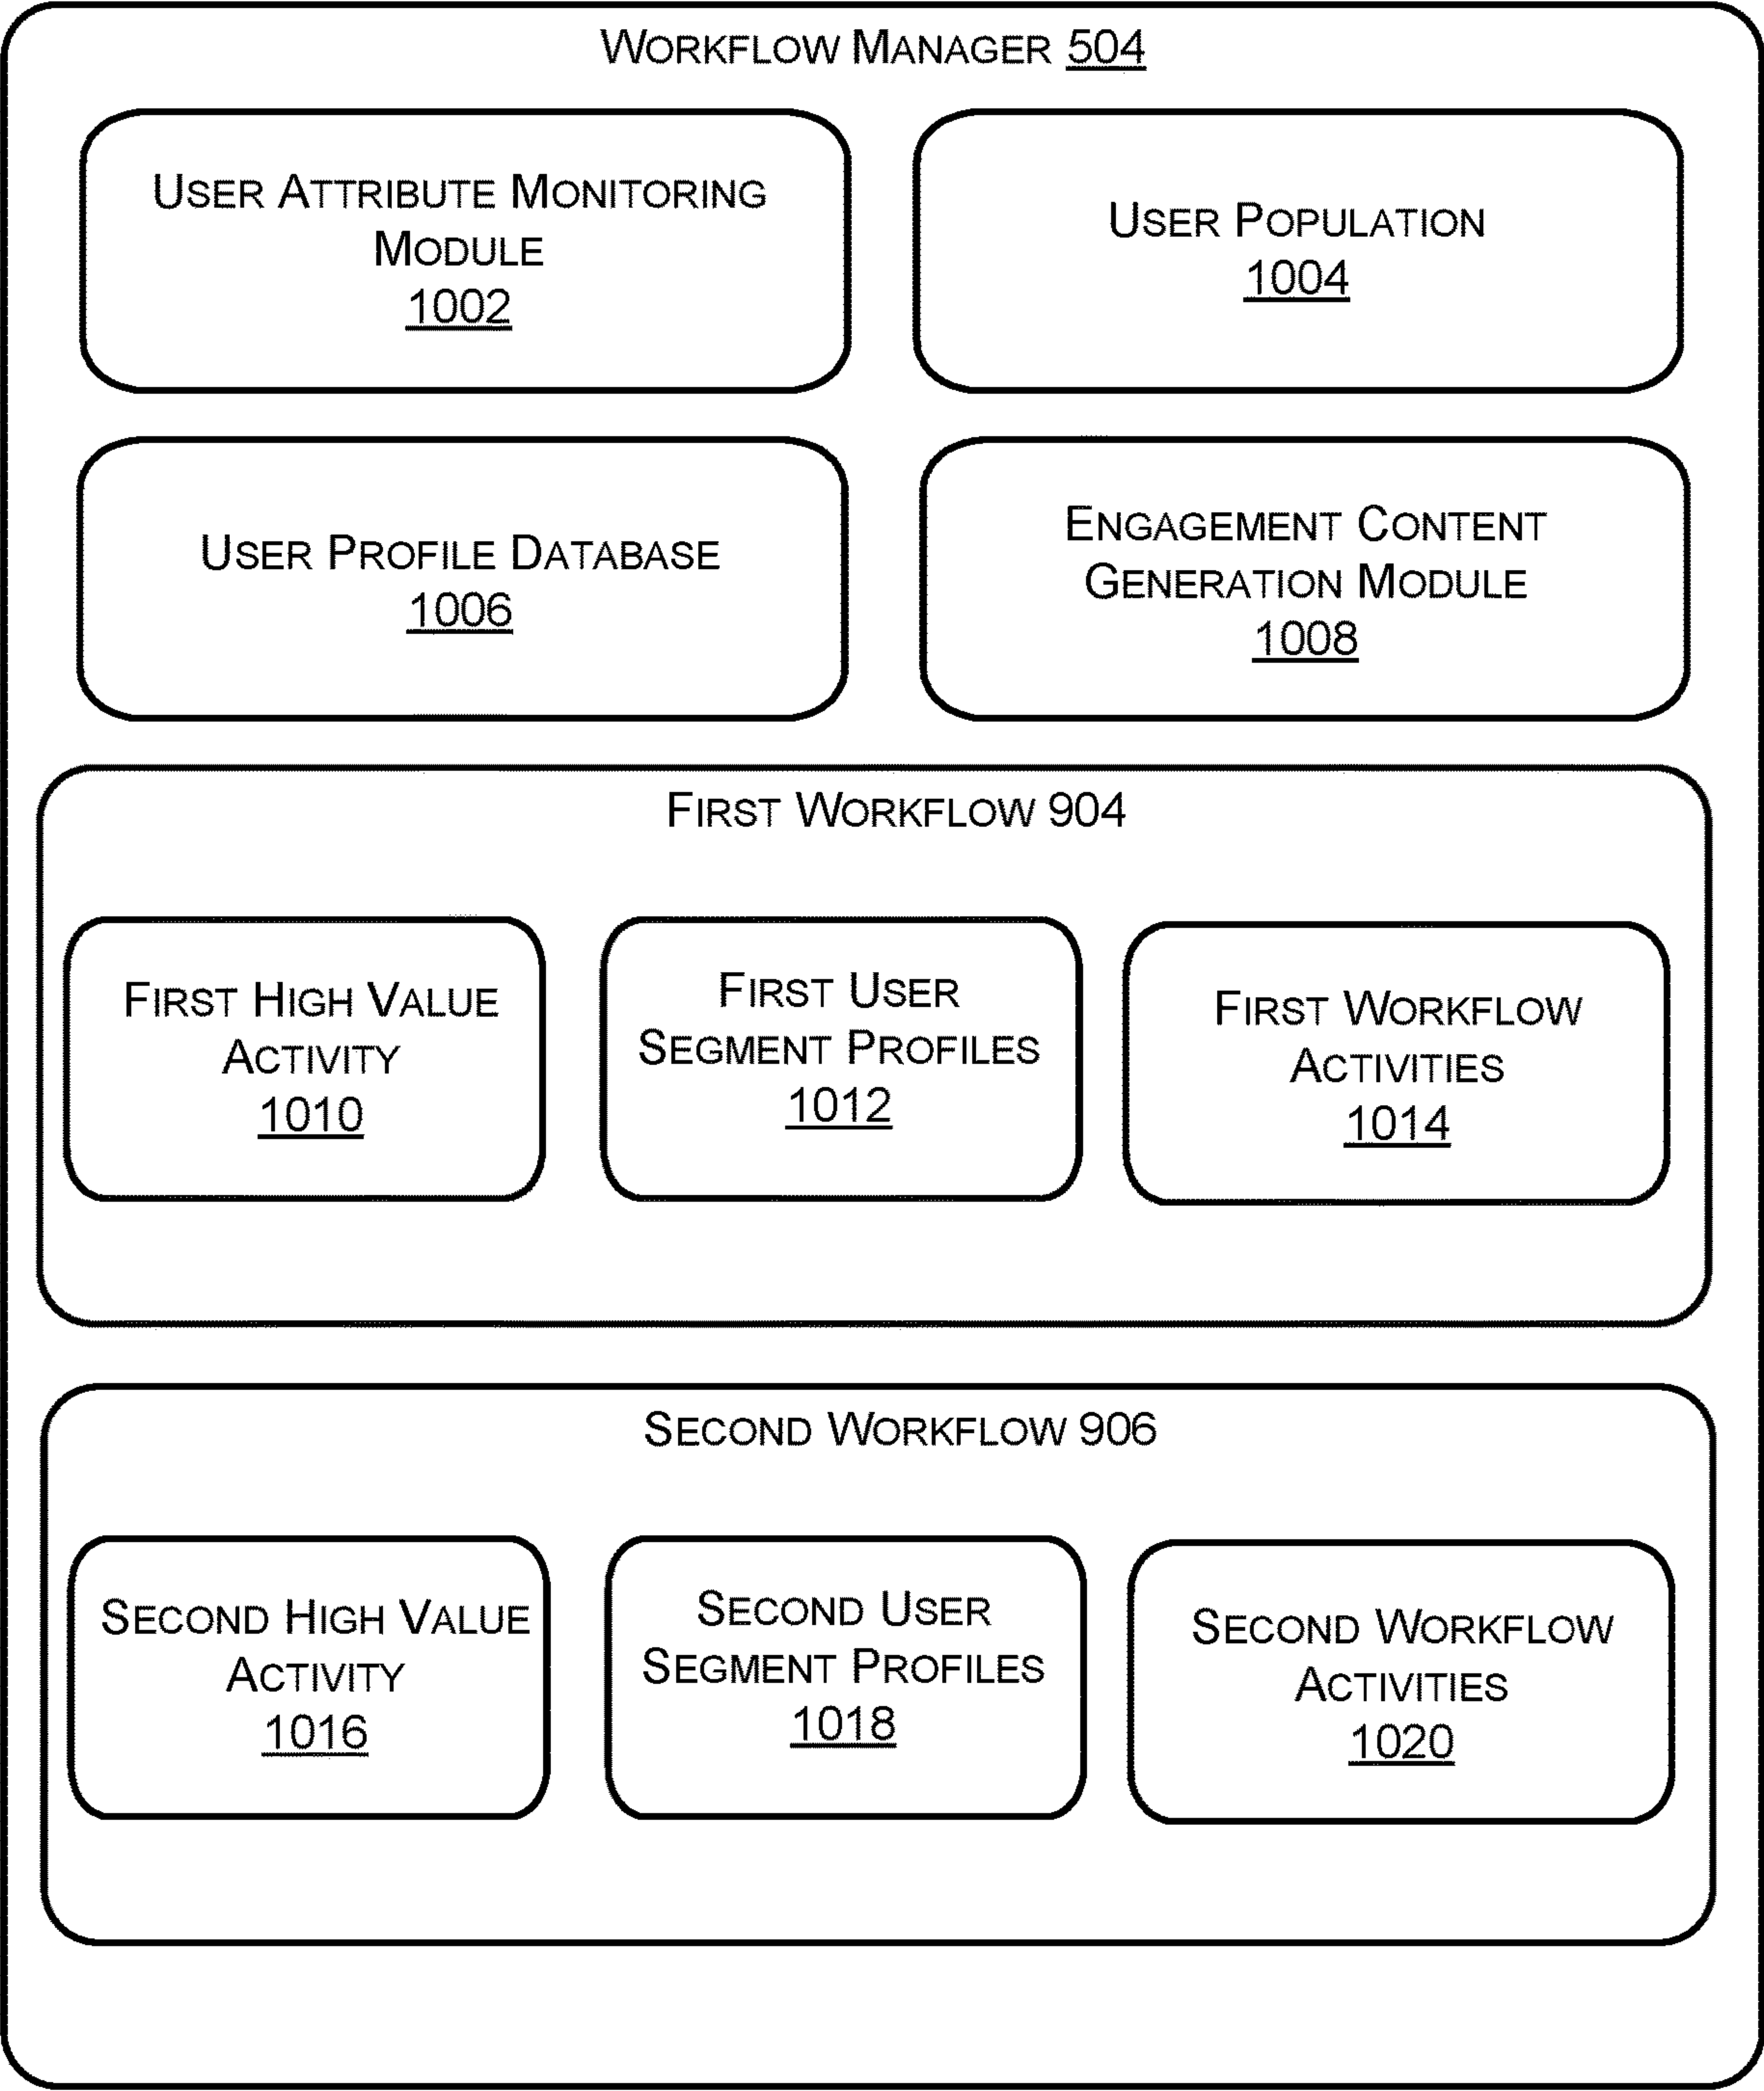 WORKFLOW MANAGER 504
USER ATTRIBUTE MONITORING
MODULE
1002
USER POPULATION
1004
USER PROFILE DATABASE
1006
ENGAGEMENT CONTENT
GENERATION MODULE
1008
FIRST WORKFLOW 904
FIRST HIGH VALUE
ACTIVITY
1010
FIRST USER
SEGMENT PROFILES
1012
FIRST WORKFLOW
ACTIVITIES
1014
SECOND WORKFLOW 906
SECOND HIGH VALUE
ACTIVITY
1016
SECOND USER
SEGMENT PROFILES
1018
SECOND WORKFLOW
ACTIVITIES
1020